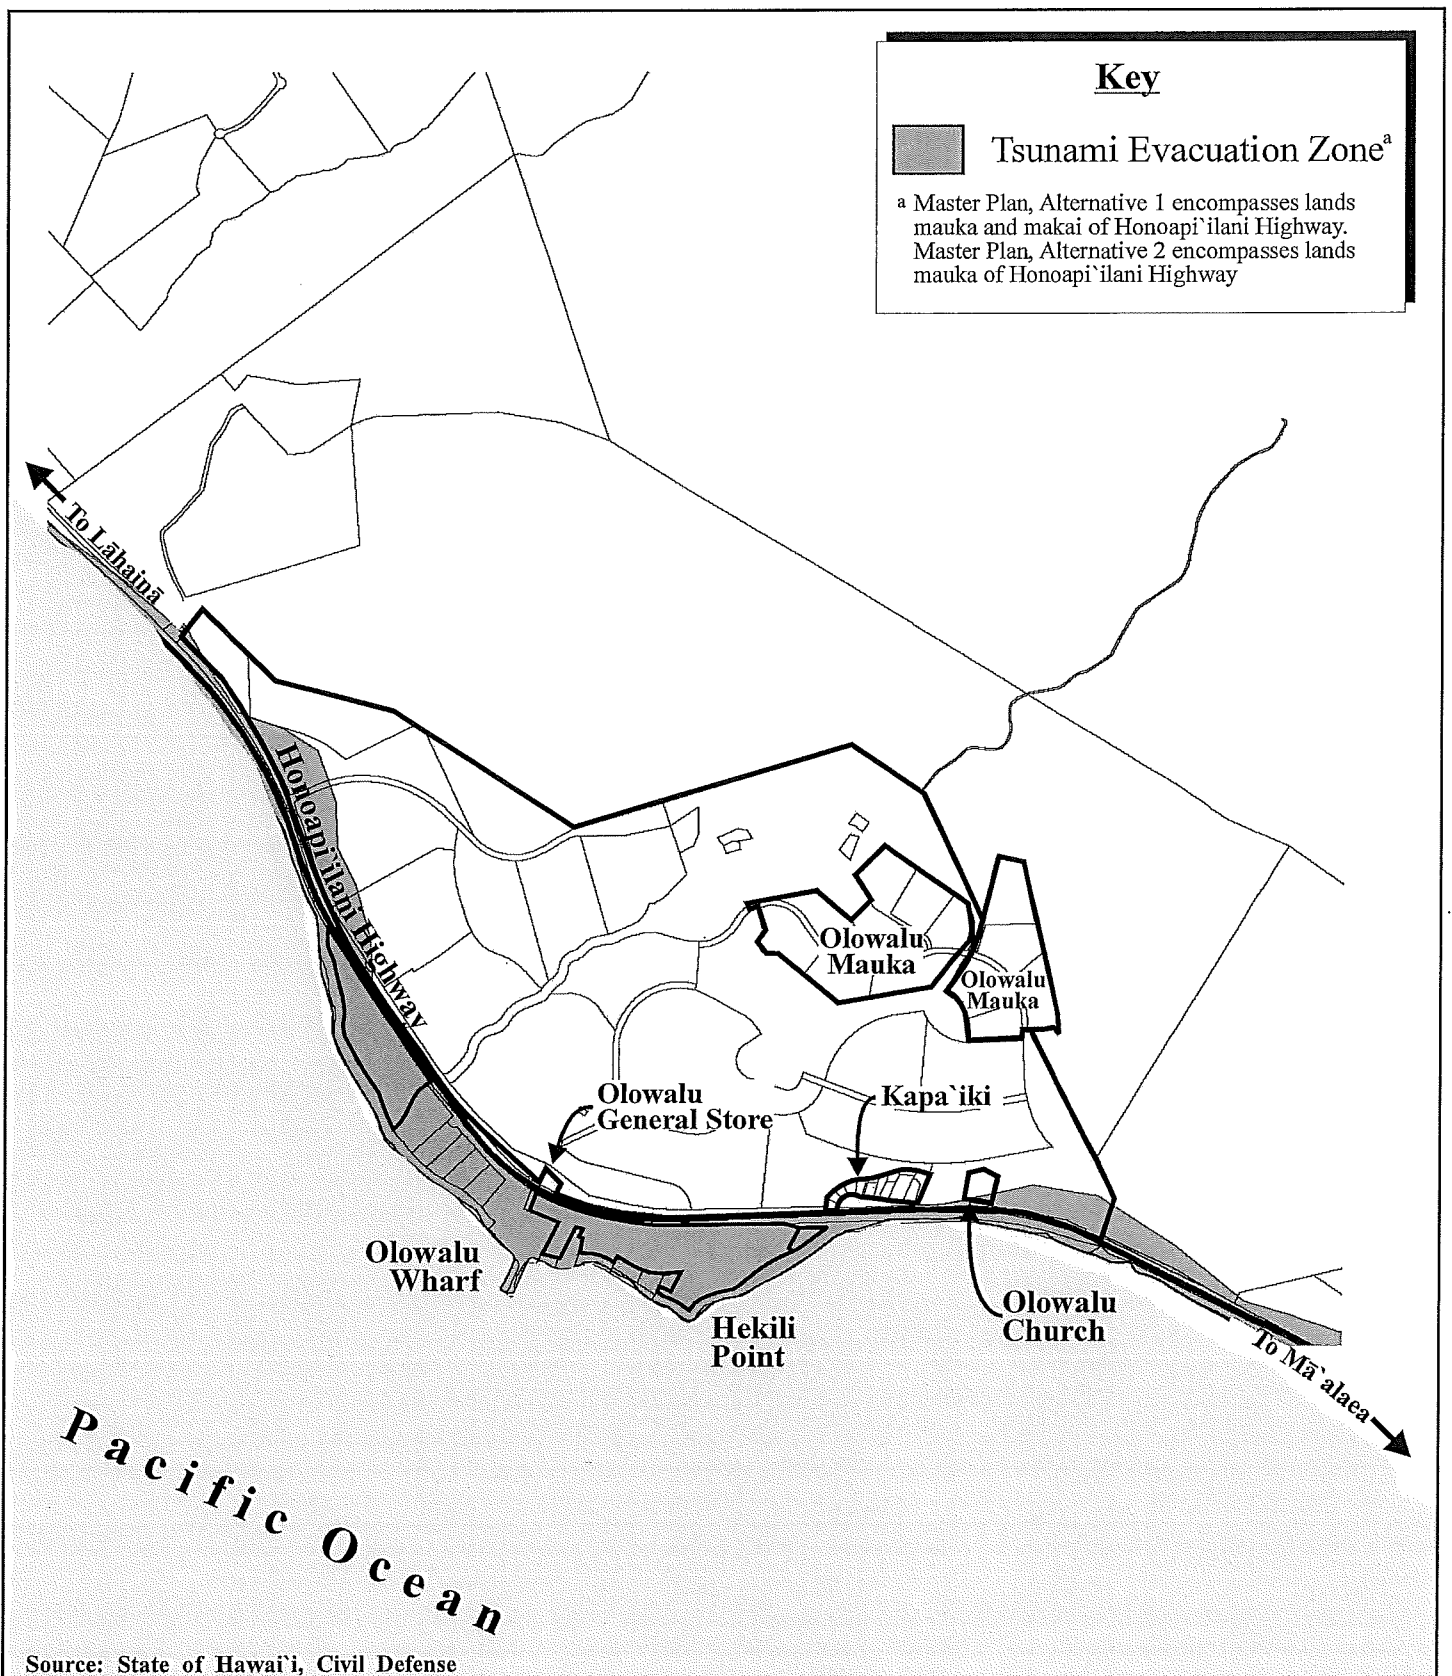 Key
Tsunami Evacuation Zoneᵃ
a Master Plan, Alternative 1 encompasses lands
mauka and makai of Honoapi`ilani Highway.
Master Plan, Alternative 2 encompasses lands
mauka of Honoapi`ilani Highway
To Lāhainā
Honoapi`ilani Highway
Olowalu
Mauka
Olowalu
Mauka
Olowalu
General Store
Kapa`iki
Olowalu
Wharf
Hekili
Point
Olowalu
Church
To Mā`alaea
Pacific Ocean
Source: State of Hawai`i, Civil Defense